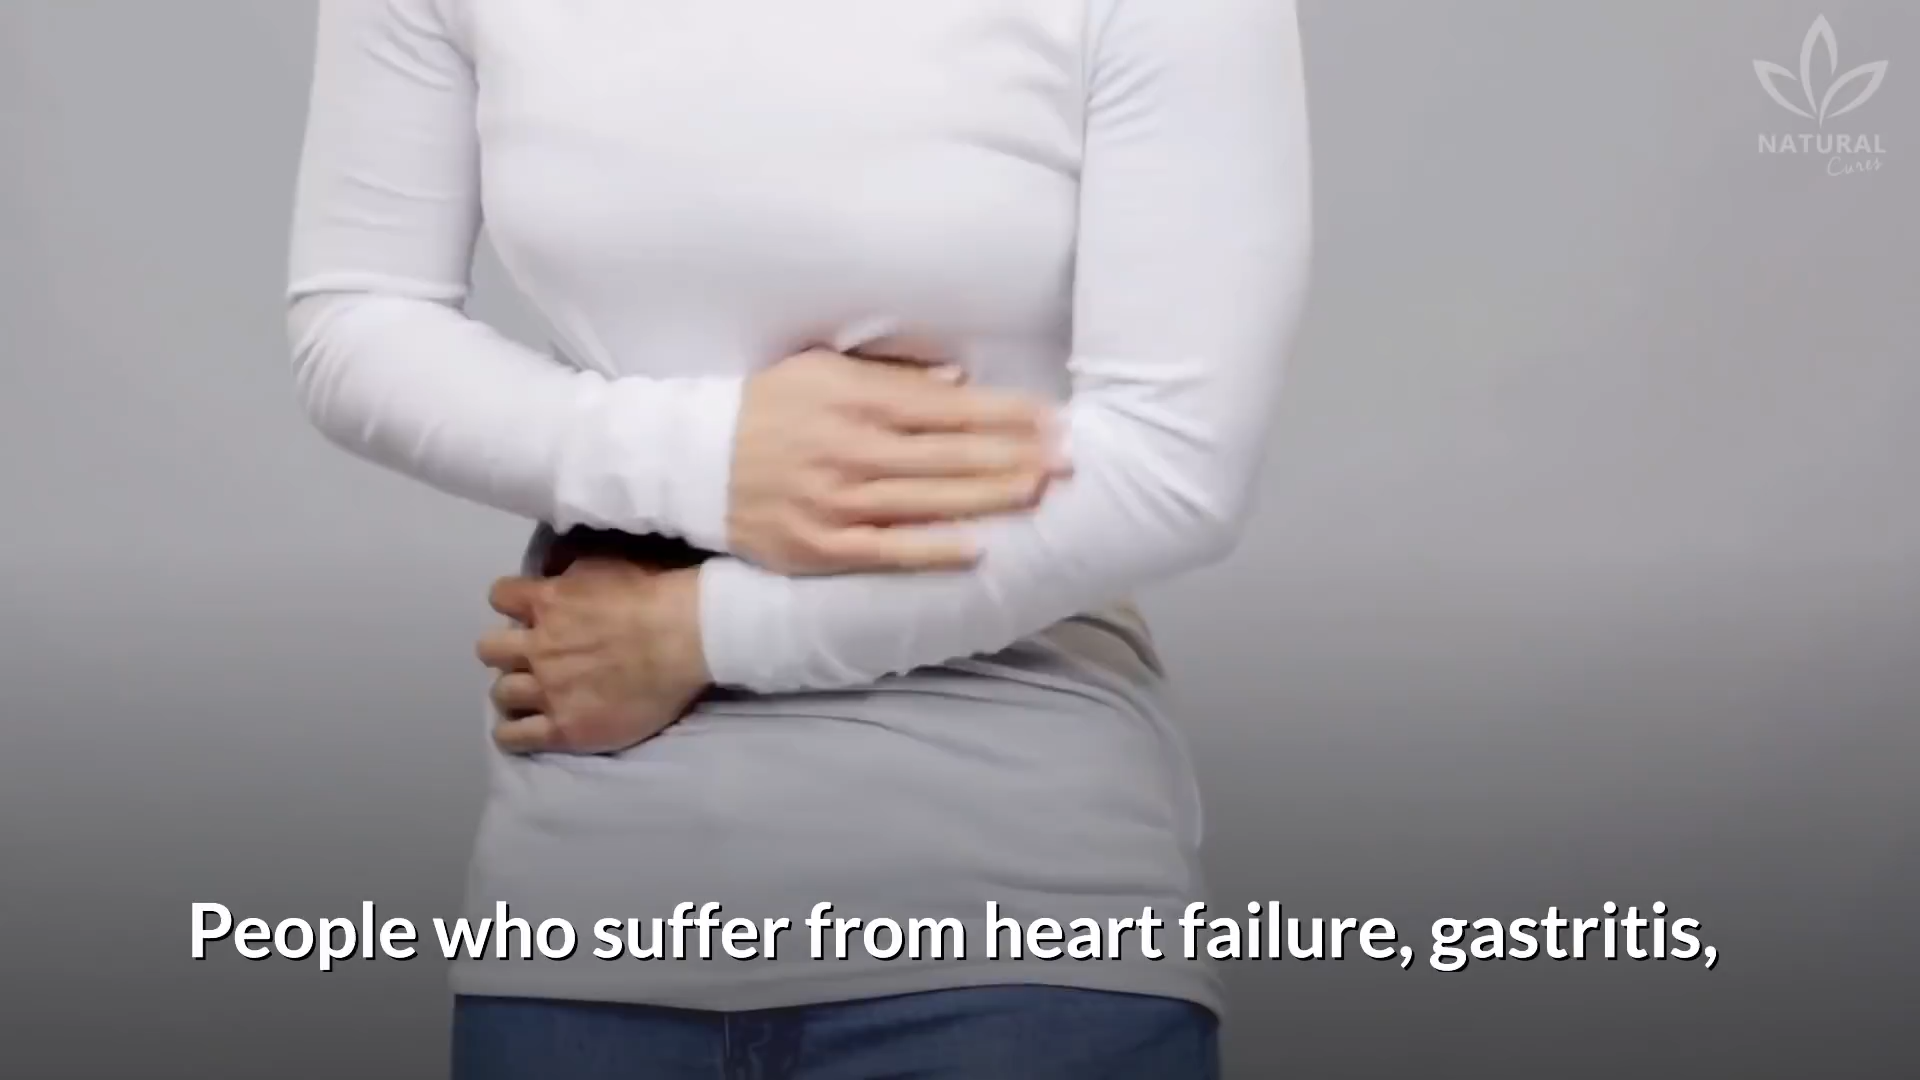 NATURAL
Cures
People who suffer from heart failure, gastritis,